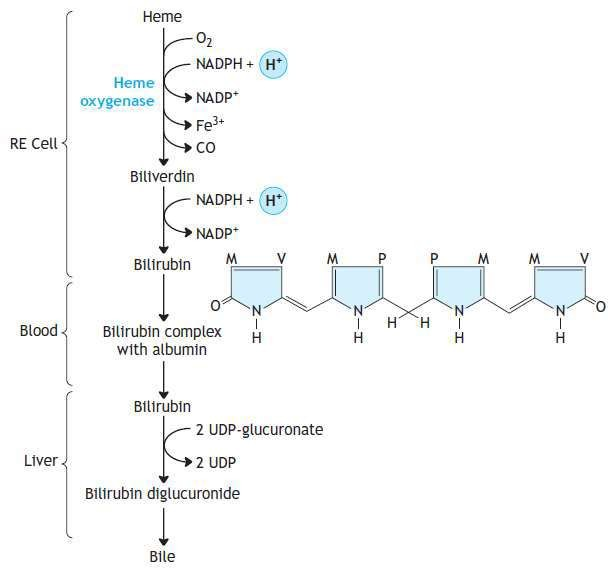 Heme
O2
NADPH + H+
Heme
oxygenase
NADP+
Fe3+
RE Cell
CO
Biliverdin
NADPH + H+
NADP+
Bilirubin
M V M P P M M V
O N N N N O
H H H H H H
Blood
Bilirubin complex
with albumin
Bilirubin
2 UDP-glucuronate
Liver
2 UDP
Bilirubin diglucuronide
Bile